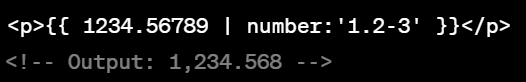 <p>{{ 1234.56789 | number:'1.2-3' }}</p>
<!-- Output: 1,234.568 -->